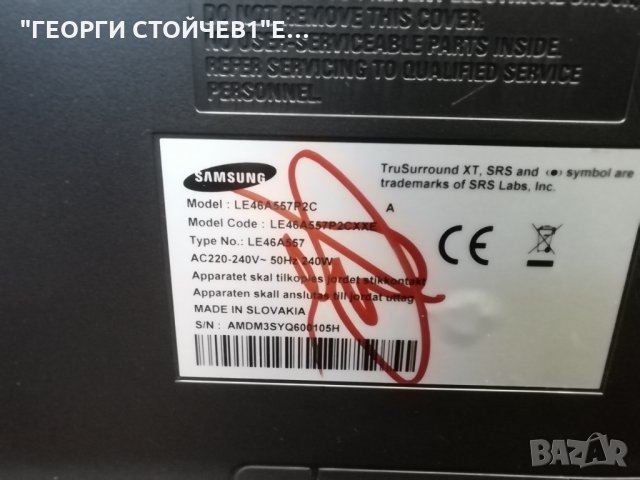 "ГЕОРГИ СТОЙЧЕВ1"Е...
DO NOT REMOVE THIS COVER.
NO USER-SERVICEABLE PARTS INSIDE.
REFER SERVICING TO QUALIFIED SERVICE
PERSONNEL.
SAMSUNG
Model : LE46A557P2C A
Model Code : LE46A557P2CXXE
Type No.: LE46A557
AC220-240V~ 50Hz 240W
Apparatet skal tilkoples jordet stikkontakt
Apparaten skall anslutas till jordat uttag
MADE IN SLOVAKIA
S/N : AMDM3SYQ600105H
TruSurround XT, SRS and (●) symbol are
trademarks of SRS Labs, Inc.
CE
BAZAR